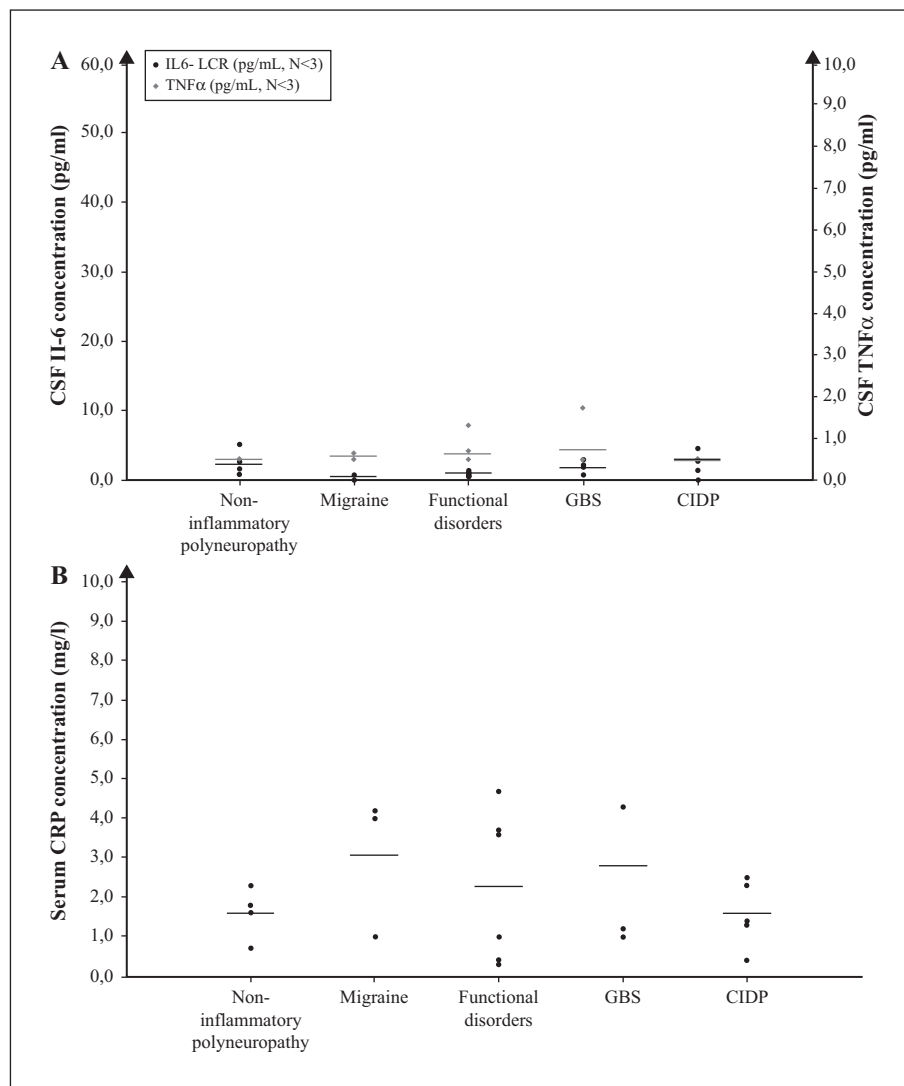 A
IL6- LCR (pg/mL, N<3)
TNFα (pg/mL, N<3)
CSF II-6 concentration (pg/ml)
60,0
50,0
40,0
30,0
20,0
10,0
0,0
CSF TNFα concentration (pg/ml)
10,0
9,0
8,0
7,0
6,0
5,0
4,0
3,0
2,0
1,0
0,0
Non-
inflammatory
polyneuropathy
Migraine
Functional
disorders
GBS
CIDP
B
Serum CRP concentration (mg/l)
10,0
9,0
8,0
7,0
6,0
5,0
4,0
3,0
2,0
1,0
0,0
Non-
inflammatory
polyneuropathy
Migraine
Functional
disorders
GBS
CIDP